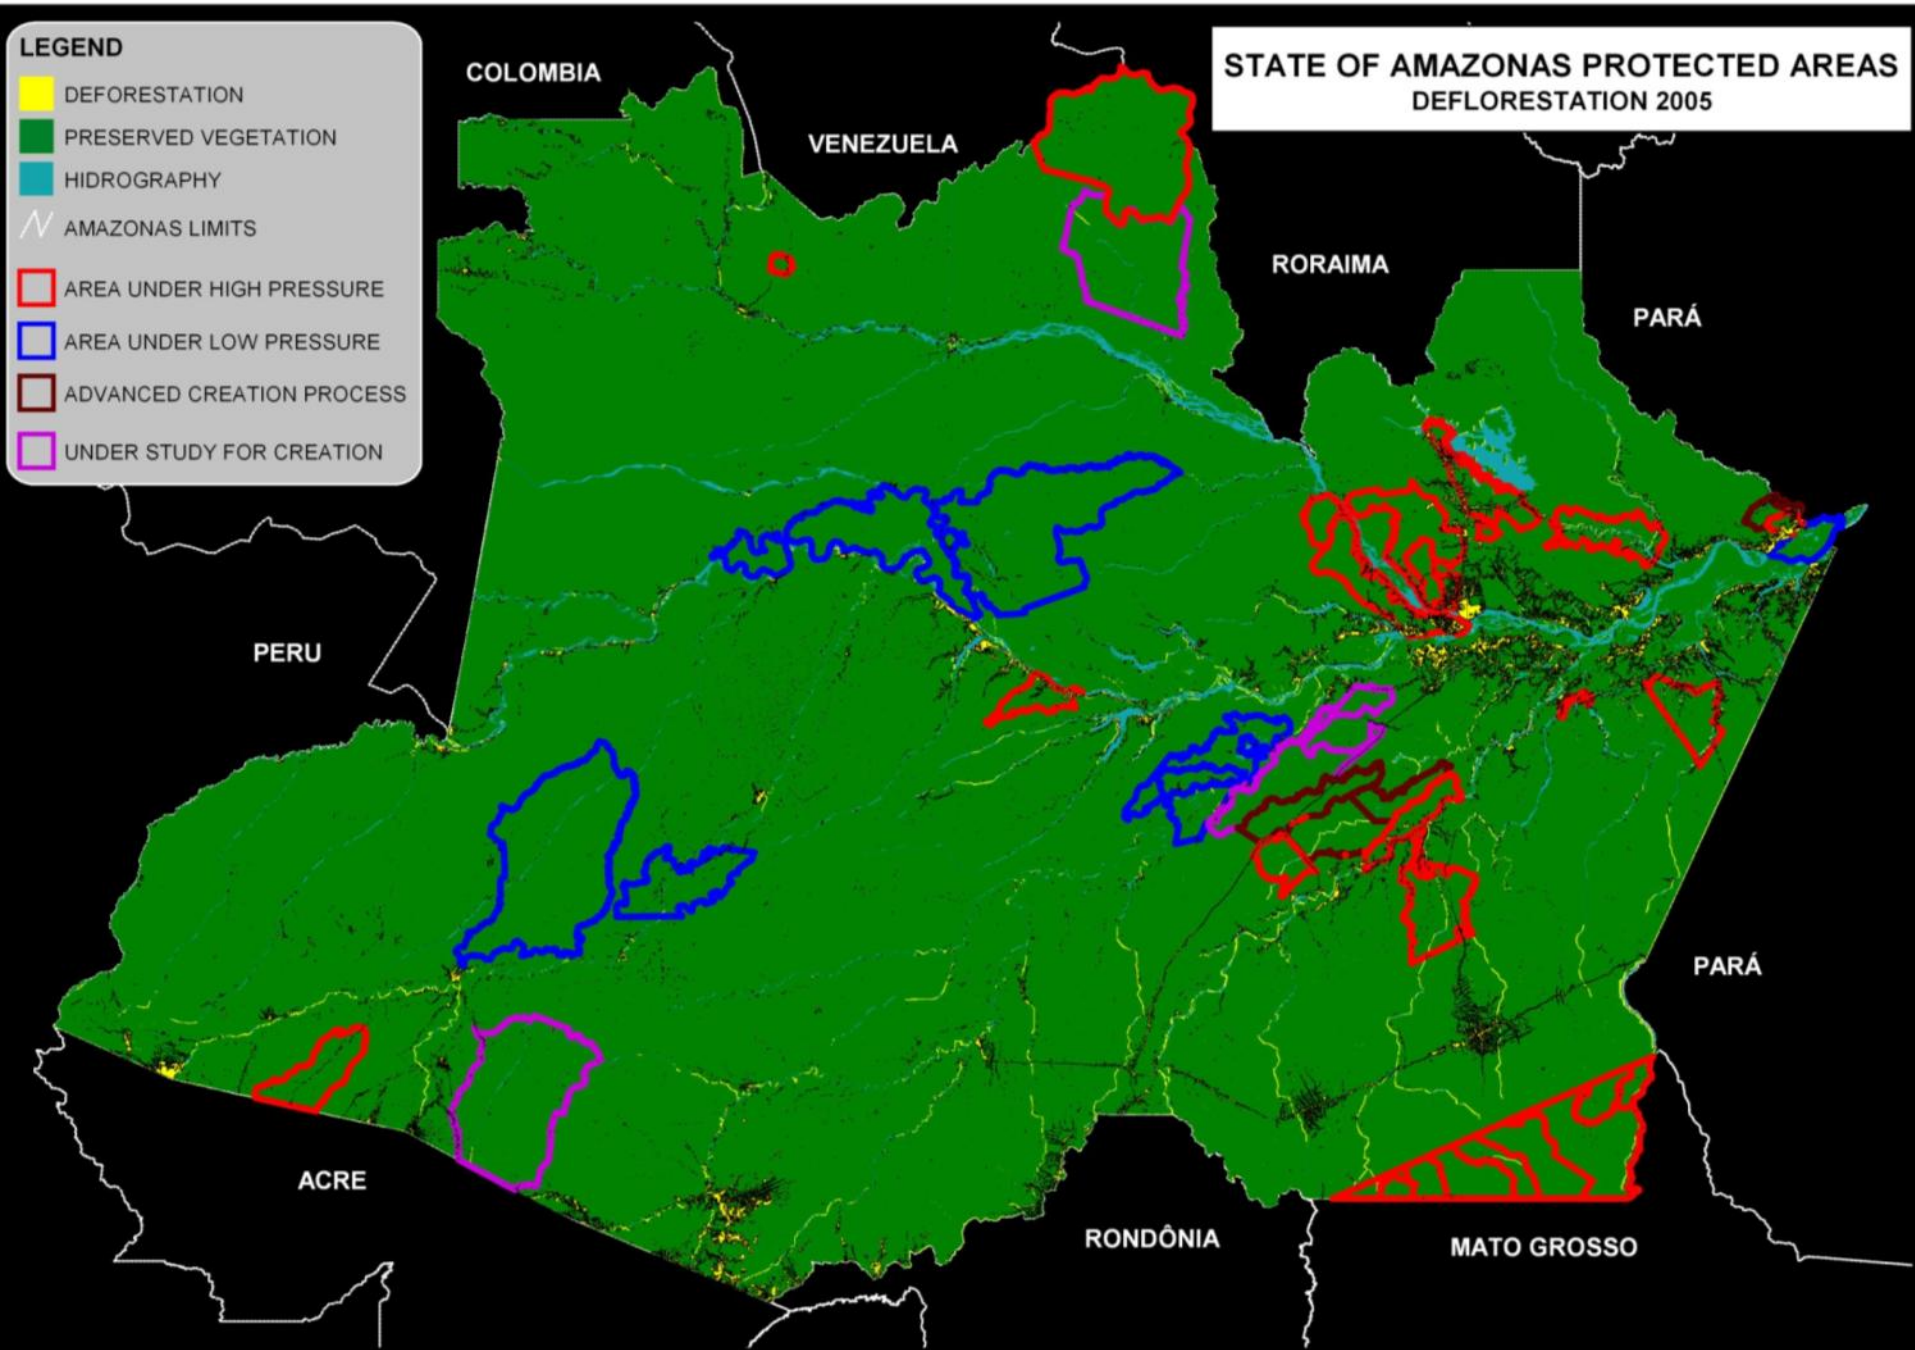 STATE OF AMAZONAS PROTECTED AREAS
DEFLORESTATION 2005
LEGEND
DEFORESTATION
PRESERVED VEGETATION
HIDROGRAPHY
AMAZONAS LIMITS
AREA UNDER HIGH PRESSURE
AREA UNDER LOW PRESSURE
ADVANCED CREATION PROCESS
UNDER STUDY FOR CREATION
COLOMBIA
VENEZUELA
RORAIMA
PARÁ
PERU
PARÁ
ACRE
RONDÔNIA
MATO GROSSO